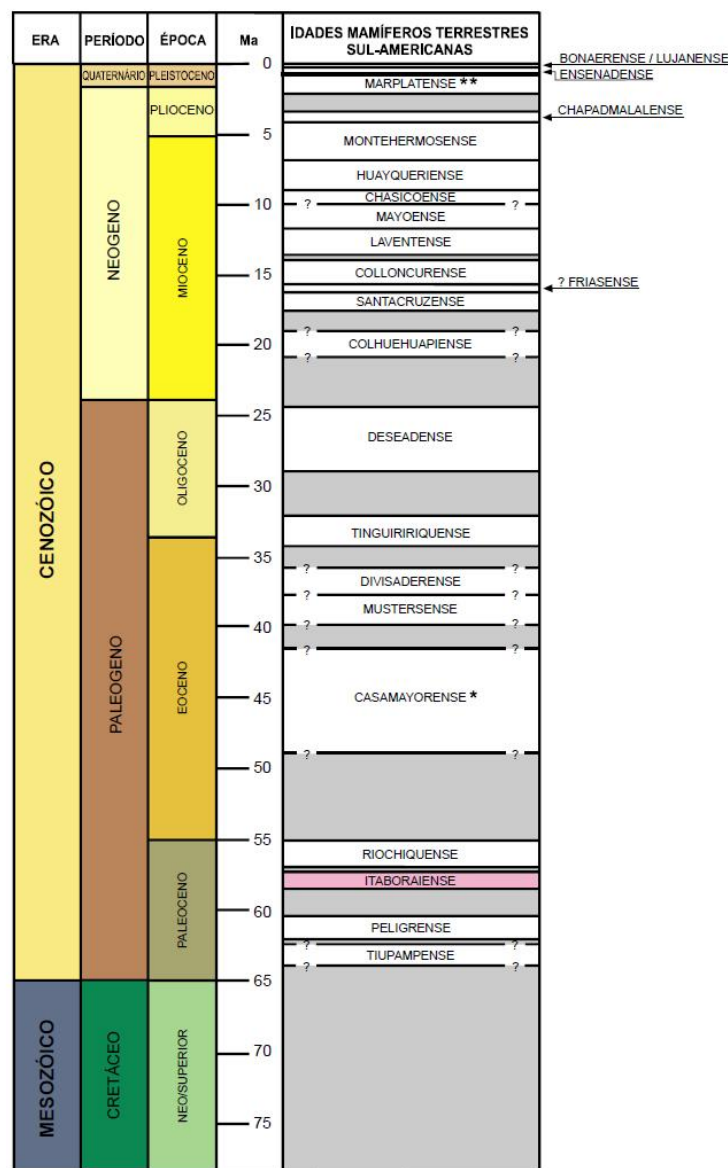 ERA PERÍODO ÉPOCA Ma IDADES MAMÍFEROS TERRESTRES
SUL-AMERICANAS
0
BONAERENSE / LUJANENSE
QUATERNÁRIO PLEISTOCENO
ENSENADENSE
MARPLATENSE **
PLIOCENO
CHAPADMALALENSE
5
MONTEHERMOSENSE
HUAYQUERIENSE
CHASICOENSE
10 ? ?
MAYOENSE
LAVENTENSE
NEOGENO
MIOCENO
COLLONCURENSE
15
? FRIASENSE
SANTACRUZENSE
? ?
20
COLHUEHUAPIENSE
? ?
25
DESEADENSE
OLIGOCENO
30
CENOZÓICO
TINGUIRIRIQUENSE
35
? ?
DIVISADERENSE
? ?
MUSTERSENSE
? ?
40
? ?
PALEOGENO
EOCENO
45
CASAMAYORENSE *
? ?
50
55
RIOCHIQUENSE
ITABORAIENSE
PALEOCENO
60
PELIGRENSE
? ?
TIUPAMPENSE
? ?
65
MESOZÓICO
CRETÁCEO
NEO/SUPERIOR
70
75